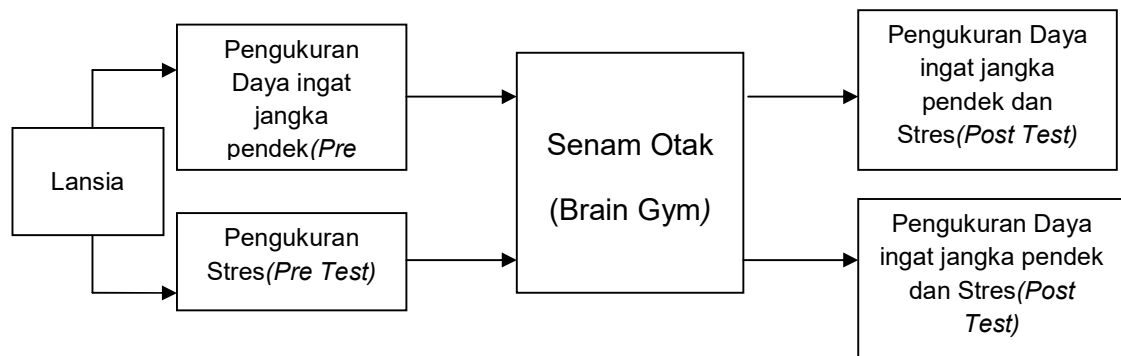 Lansia
Pengukuran
Daya ingat
jangka
pendek(Pre
Pengukuran
Stres(Pre Test)
Senam Otak
(Brain Gym)
Pengukuran Daya
ingat jangka
pendek dan
Stres(Post Test)
Pengukuran Daya
ingat jangka pendek
dan Stres(Post
Test)